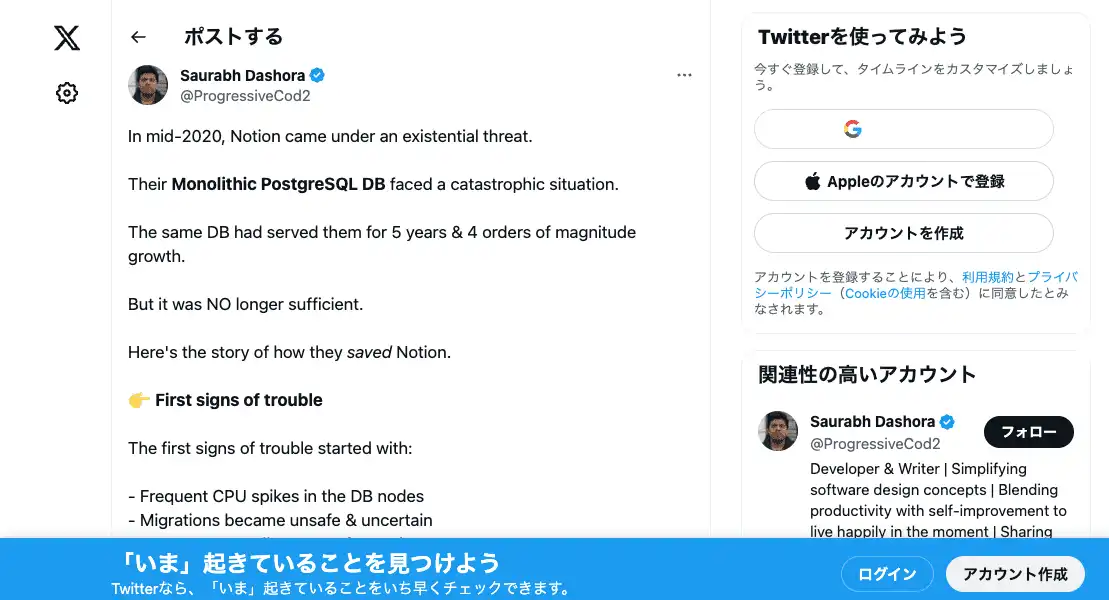 ポストする
Saurabh Dashora
@ProgressiveCod2
In mid-2020, Notion came under an existential threat.
Their Monolithic PostgreSQL DB faced a catastrophic situation.
The same DB had served them for 5 years & 4 orders of magnitude
growth.
But it was NO longer sufficient.
Here's the story of how they saved Notion.
👉 First signs of trouble
The first signs of trouble started with:
- Frequent CPU spikes in the DB nodes
- Migrations became unsafe & uncertain
Twitterを使ってみよう
今すぐ登録して、タイムラインをカスタマイズしましょ
う。
Appleのアカウントで登録
アカウントを作成
アカウントを登録することにより、利用規約とプライバ
シーポリシー（Cookieの使用を含む）に同意したとみ
なされます。
関連性の高いアカウント
Saurabh Dashora
@ProgressiveCod2
フォロー
Developer & Writer | Simplifying
software design concepts | Blending
productivity with self-improvement to
live happily in the moment | Sharing
「いま」起きていることを見つけよう
Twitterなら、「いま」起きていることをいち早くチェックできます。
ログイン
アカウント作成